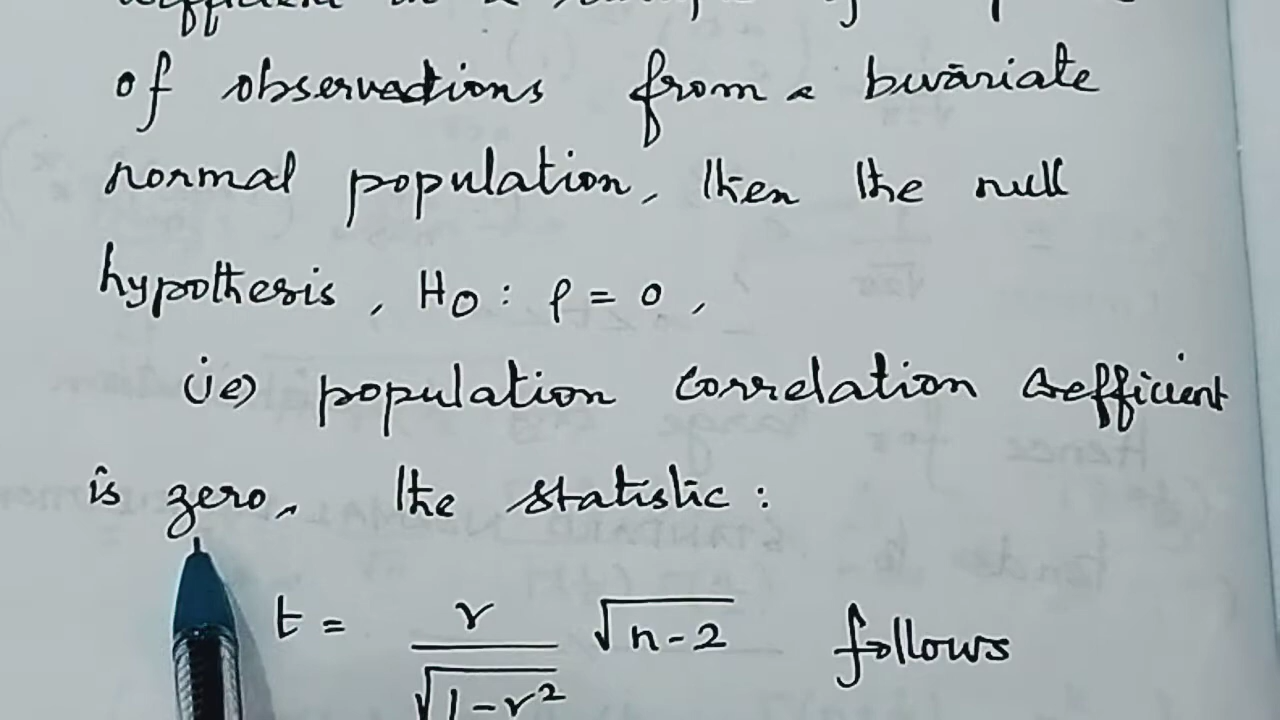 of observations from a bivariate
normal population, then the null
hypothesis, H0 : ρ = 0,
(ie) population correlation coefficient
is zero, the statistic :
t = r / √(1-r²) √(n-2) follows